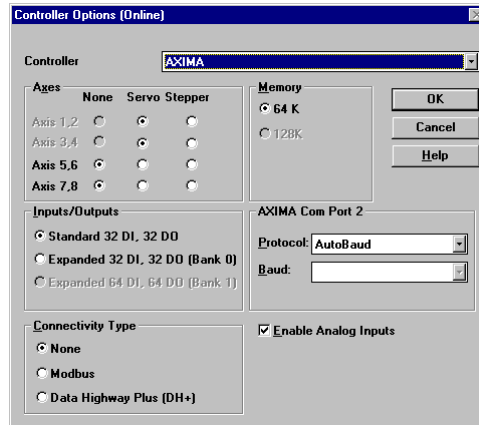 Controller Options (Online)
Controller AXIMA
Axes
None Servo Stepper
Axis 1,2
Axis 3,4
Axis 5,6
Axis 7,8
Memory
64 K
128K
OK
Cancel
Help
Inputs/Outputs
Standard 32 DI, 32 DO
Expanded 32 DI, 32 DO (Bank 0)
Expanded 64 DI, 64 DO (Bank 1)
AXIMA Com Port 2
Protocol: AutoBaud
Baud:
Connectivity Type
None
Modbus
Data Highway Plus (DH+)
Enable Analog Inputs